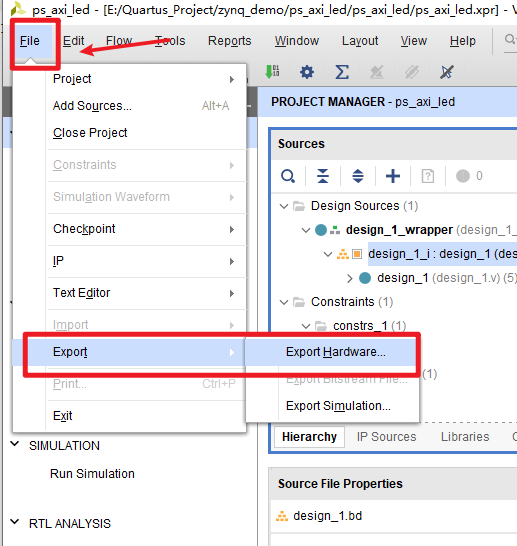 ps_axi_led - [E:/Quartus_Project/zynq_demo/ps_axi_led/ps_axi_led.xpr] - V
File Edit Flow Tools Reports Window Layout View Help
PROJECT MANAGER - ps_axi_led
Project
Add Sources... Alt+A
Close Project
Constraints
Simulation Waveform
Checkpoint
IP
Text Editor
Import
Export
Print... Ctrl+P
Exit
Export Hardware...
Export Bitstream File...
Export Simulation...
Sources
0
Design Sources (1)
design_1_wrapper (design_1_
design_1_i : design_1 (des
design_1 (design_1.v) (5)
Constraints (1)
constrs_1 (1)
(1)
Hierarchy IP Sources Libraries
Source File Properties
design_1.bd
SIMULATION
Run Simulation
RTL ANALYSIS